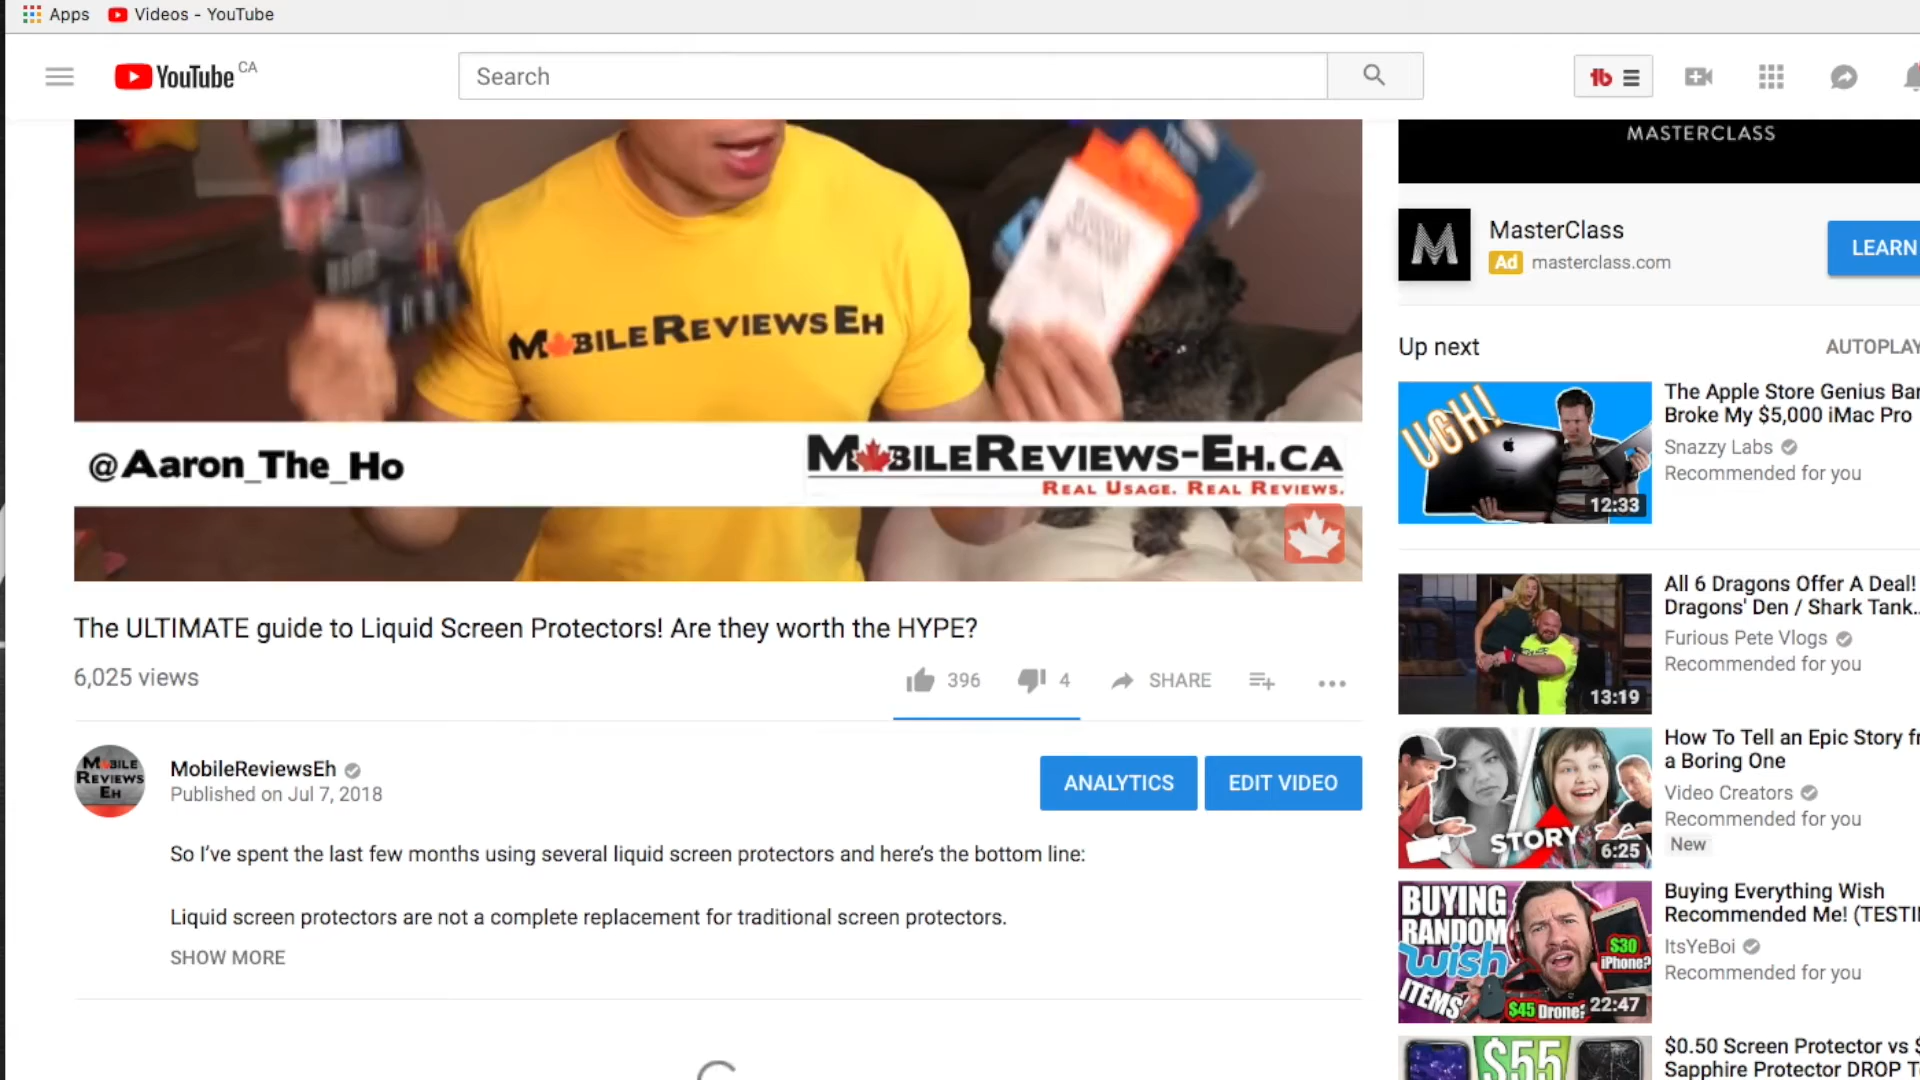 Apps Videos - YouTube
YouTube CA
Search
MASTERCLASS
MasterClass
Ad masterclass.com
LEARN
MOBILEREVIEWS EH
@Aaron_The_Ho
MOBILEREVIEWS-EH.CA
REAL USAGE. REAL REVIEWS.
The ULTIMATE guide to Liquid Screen Protectors! Are they worth the HYPE?
6,025 views
396 4 SHARE
MOBILE
REVIEWS
EH
MobileReviewsEh
Published on Jul 7, 2018
ANALYTICS EDIT VIDEO
So I've spent the last few months using several liquid screen protectors and here's the bottom line:
Liquid screen protectors are not a complete replacement for traditional screen protectors.
SHOW MORE
Up next
AUTOPLAY
UGH!
12:33
The Apple Store Genius Bar
Broke My $5,000 iMac Pro
Snazzy Labs
Recommended for you
13:19
All 6 Dragons Offer A Deal!
Dragons' Den / Shark Tank...
Furious Pete Vlogs
Recommended for you
STORY
6:25
How To Tell an Epic Story
a Boring One
Video Creators
Recommended for you
New
BUYING
RANDOM
wish
ITEMS
$30
iPhone?
$45 Drone?
22:47
Buying Everything Wish
Recommended Me!
ItsYeBoi
Recommended for you
$55
$0.50 Screen Protector vs
Sapphire Protector DROP